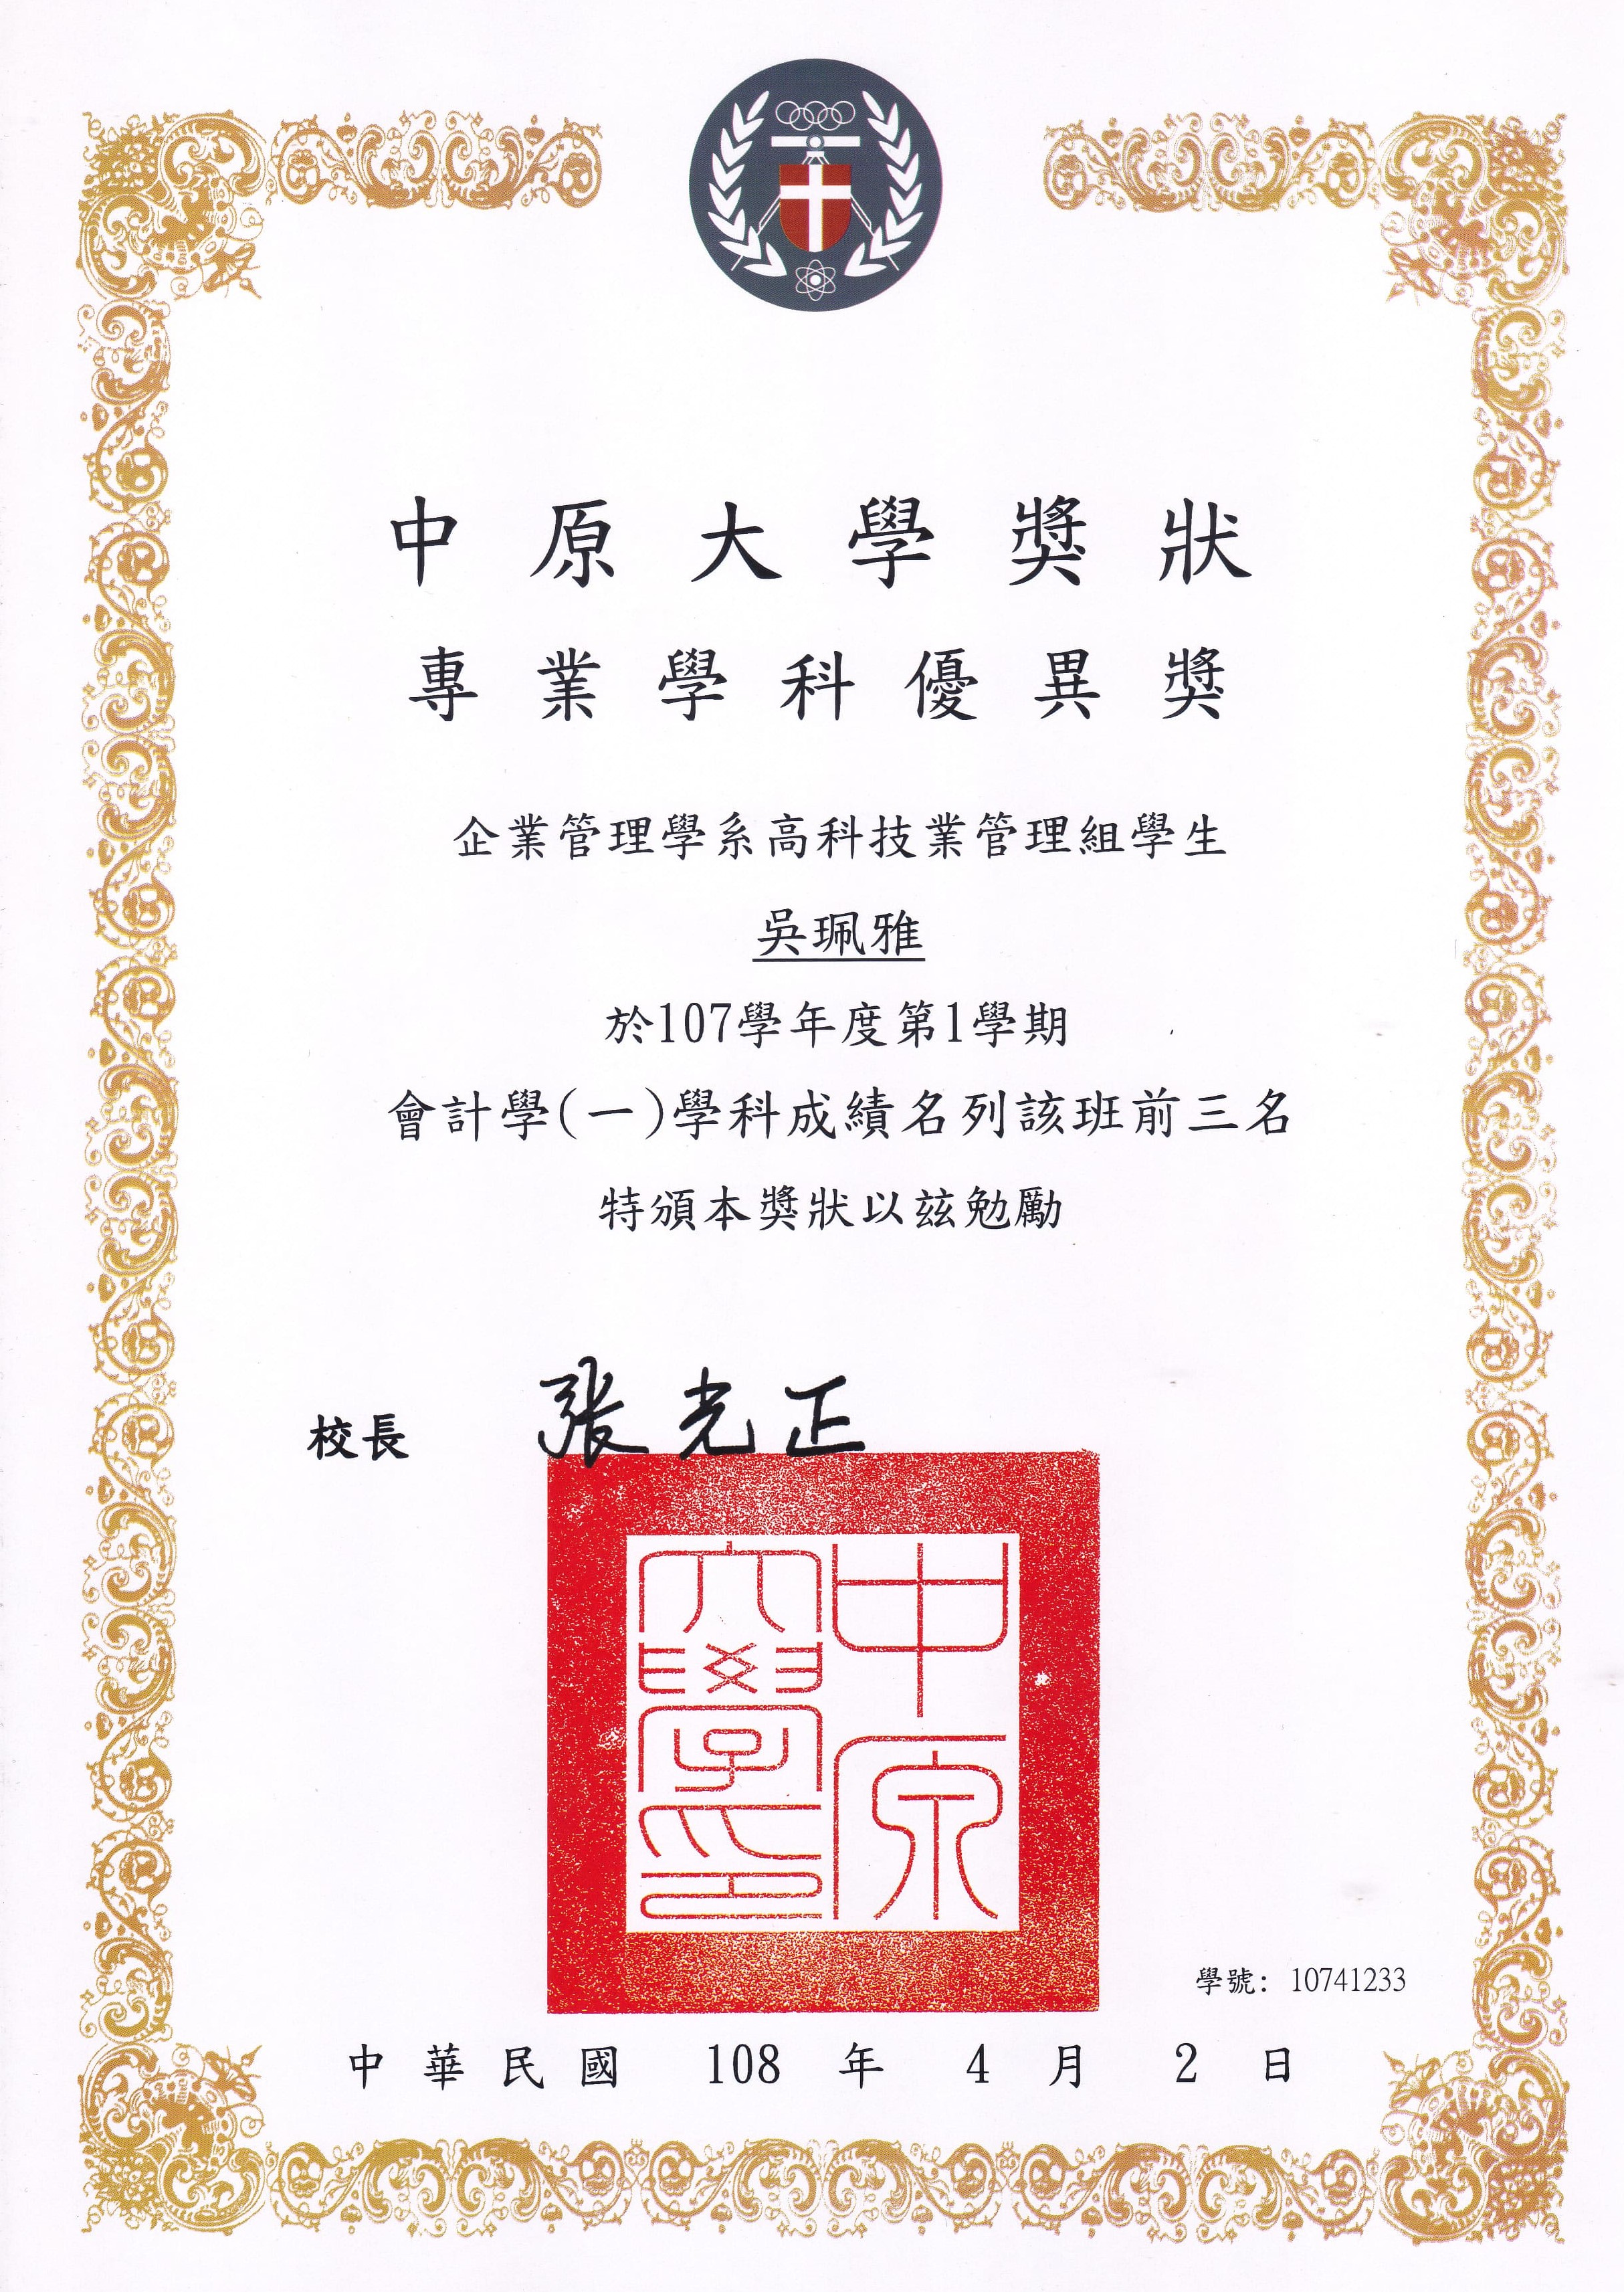 中原大學獎狀
專業學科優異獎
企業管理學系高科技業管理組學生
吳珮雅
於107學年度第1學期
會計學(一)學科成績名列該班前三名
特頒本獎狀以茲勉勵
校長 張光正
中原大學印
學號: 10741233
中華民國 108 年 4 月 2 日